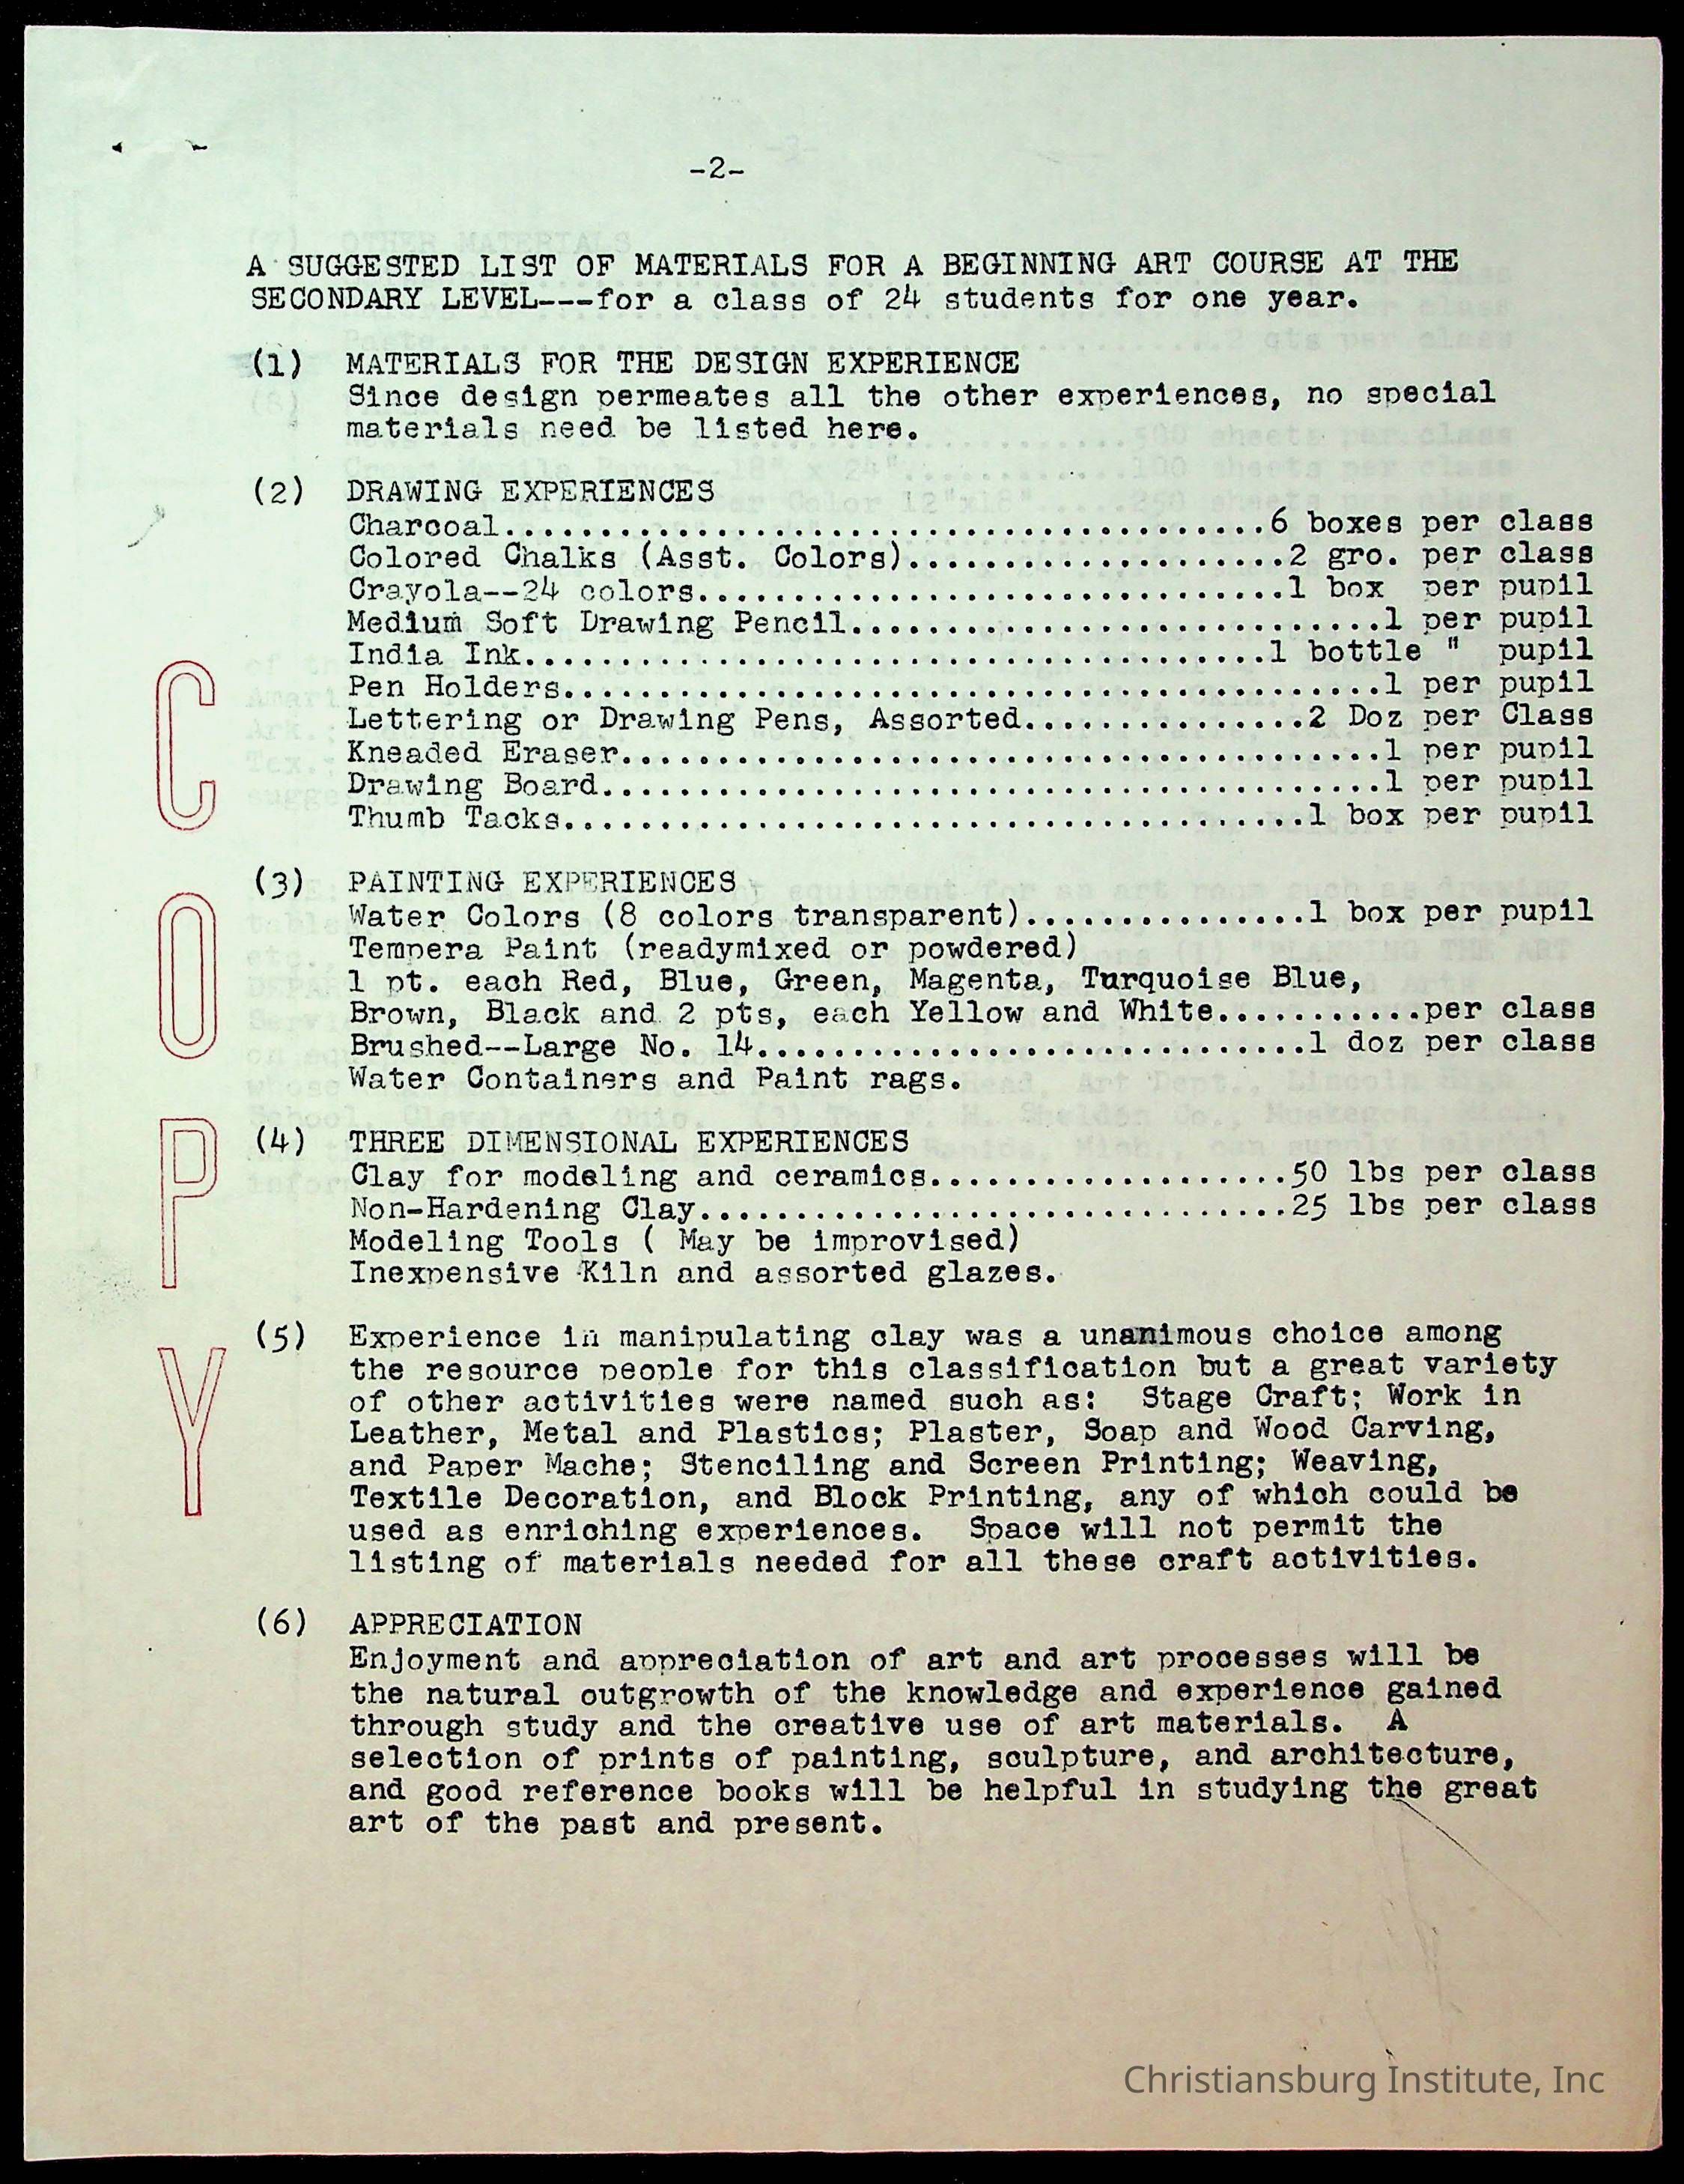 -2-
A SUGGESTED LIST OF MATERIALS FOR A BEGINNING ART COURSE AT THE
SECONDARY LEVEL---for a class of 24 students for one year.
(1) MATERIALS FOR THE DESIGN EXPERIENCE
Since design permeates all the other experiences, no special
materials need be listed here.
(2) DRAWING EXPERIENCES
Charcoal........................................6 boxes per class
Colored Chalks (Asst. Colors)....................2 gro. per class
Crayola--24 colors...............................1 box per pupil
Medium Soft Drawing Pencil............................1 per pupil
India Ink.......................................1 bottle " pupil
Pen Holders...........................................1 per pupil
Lettering or Drawing Pens, Assorted...............2 Doz per Class
Kneaded Eraser........................................1 per pupil
Drawing Board.........................................1 per pupil
Thumb Tacks.......................................1 box per pupil
(3) PAINTING EXPERIENCES
Water Colors (8 colors transparent)...............1 box per pupil
Tempera Paint (readymixed or powdered)
1 pt. each Red, Blue, Green, Magenta, Turquoise Blue,
Brown, Black and 2 pts, each Yellow and White...........per class
Brushed--Large No. 14.............................1 doz per class
Water Containers and Paint rags.
(4) THREE DIMENSIONAL EXPERIENCES
Clay for modeling and ceramics...................50 lbs per class
Non-Hardening Clay...............................25 lbs per class
Modeling Tools ( May be improvised)
Inexpensive Kiln and assorted glazes.
(5) Experience in manipulating clay was a unanimous choice among
the resource people for this classification but a great variety
of other activities were named such as: Stage Craft; Work in
Leather, Metal and Plastics; Plaster, Soap and Wood Carving,
and Paper Mache; Stenciling and Screen Printing; Weaving,
Textile Decoration, and Block Printing, any of which could be
used as enriching experiences. Space will not permit the
listing of materials needed for all these craft activities.
(6) APPRECIATION
Enjoyment and appreciation of art and art processes will be
the natural outgrowth of the knowledge and experience gained
through study and the creative use of art materials. A
selection of prints of painting, sculpture, and architecture,
and good reference books will be helpful in studying the great
art of the past and present.
COPY
Christiansburg Institute, Inc